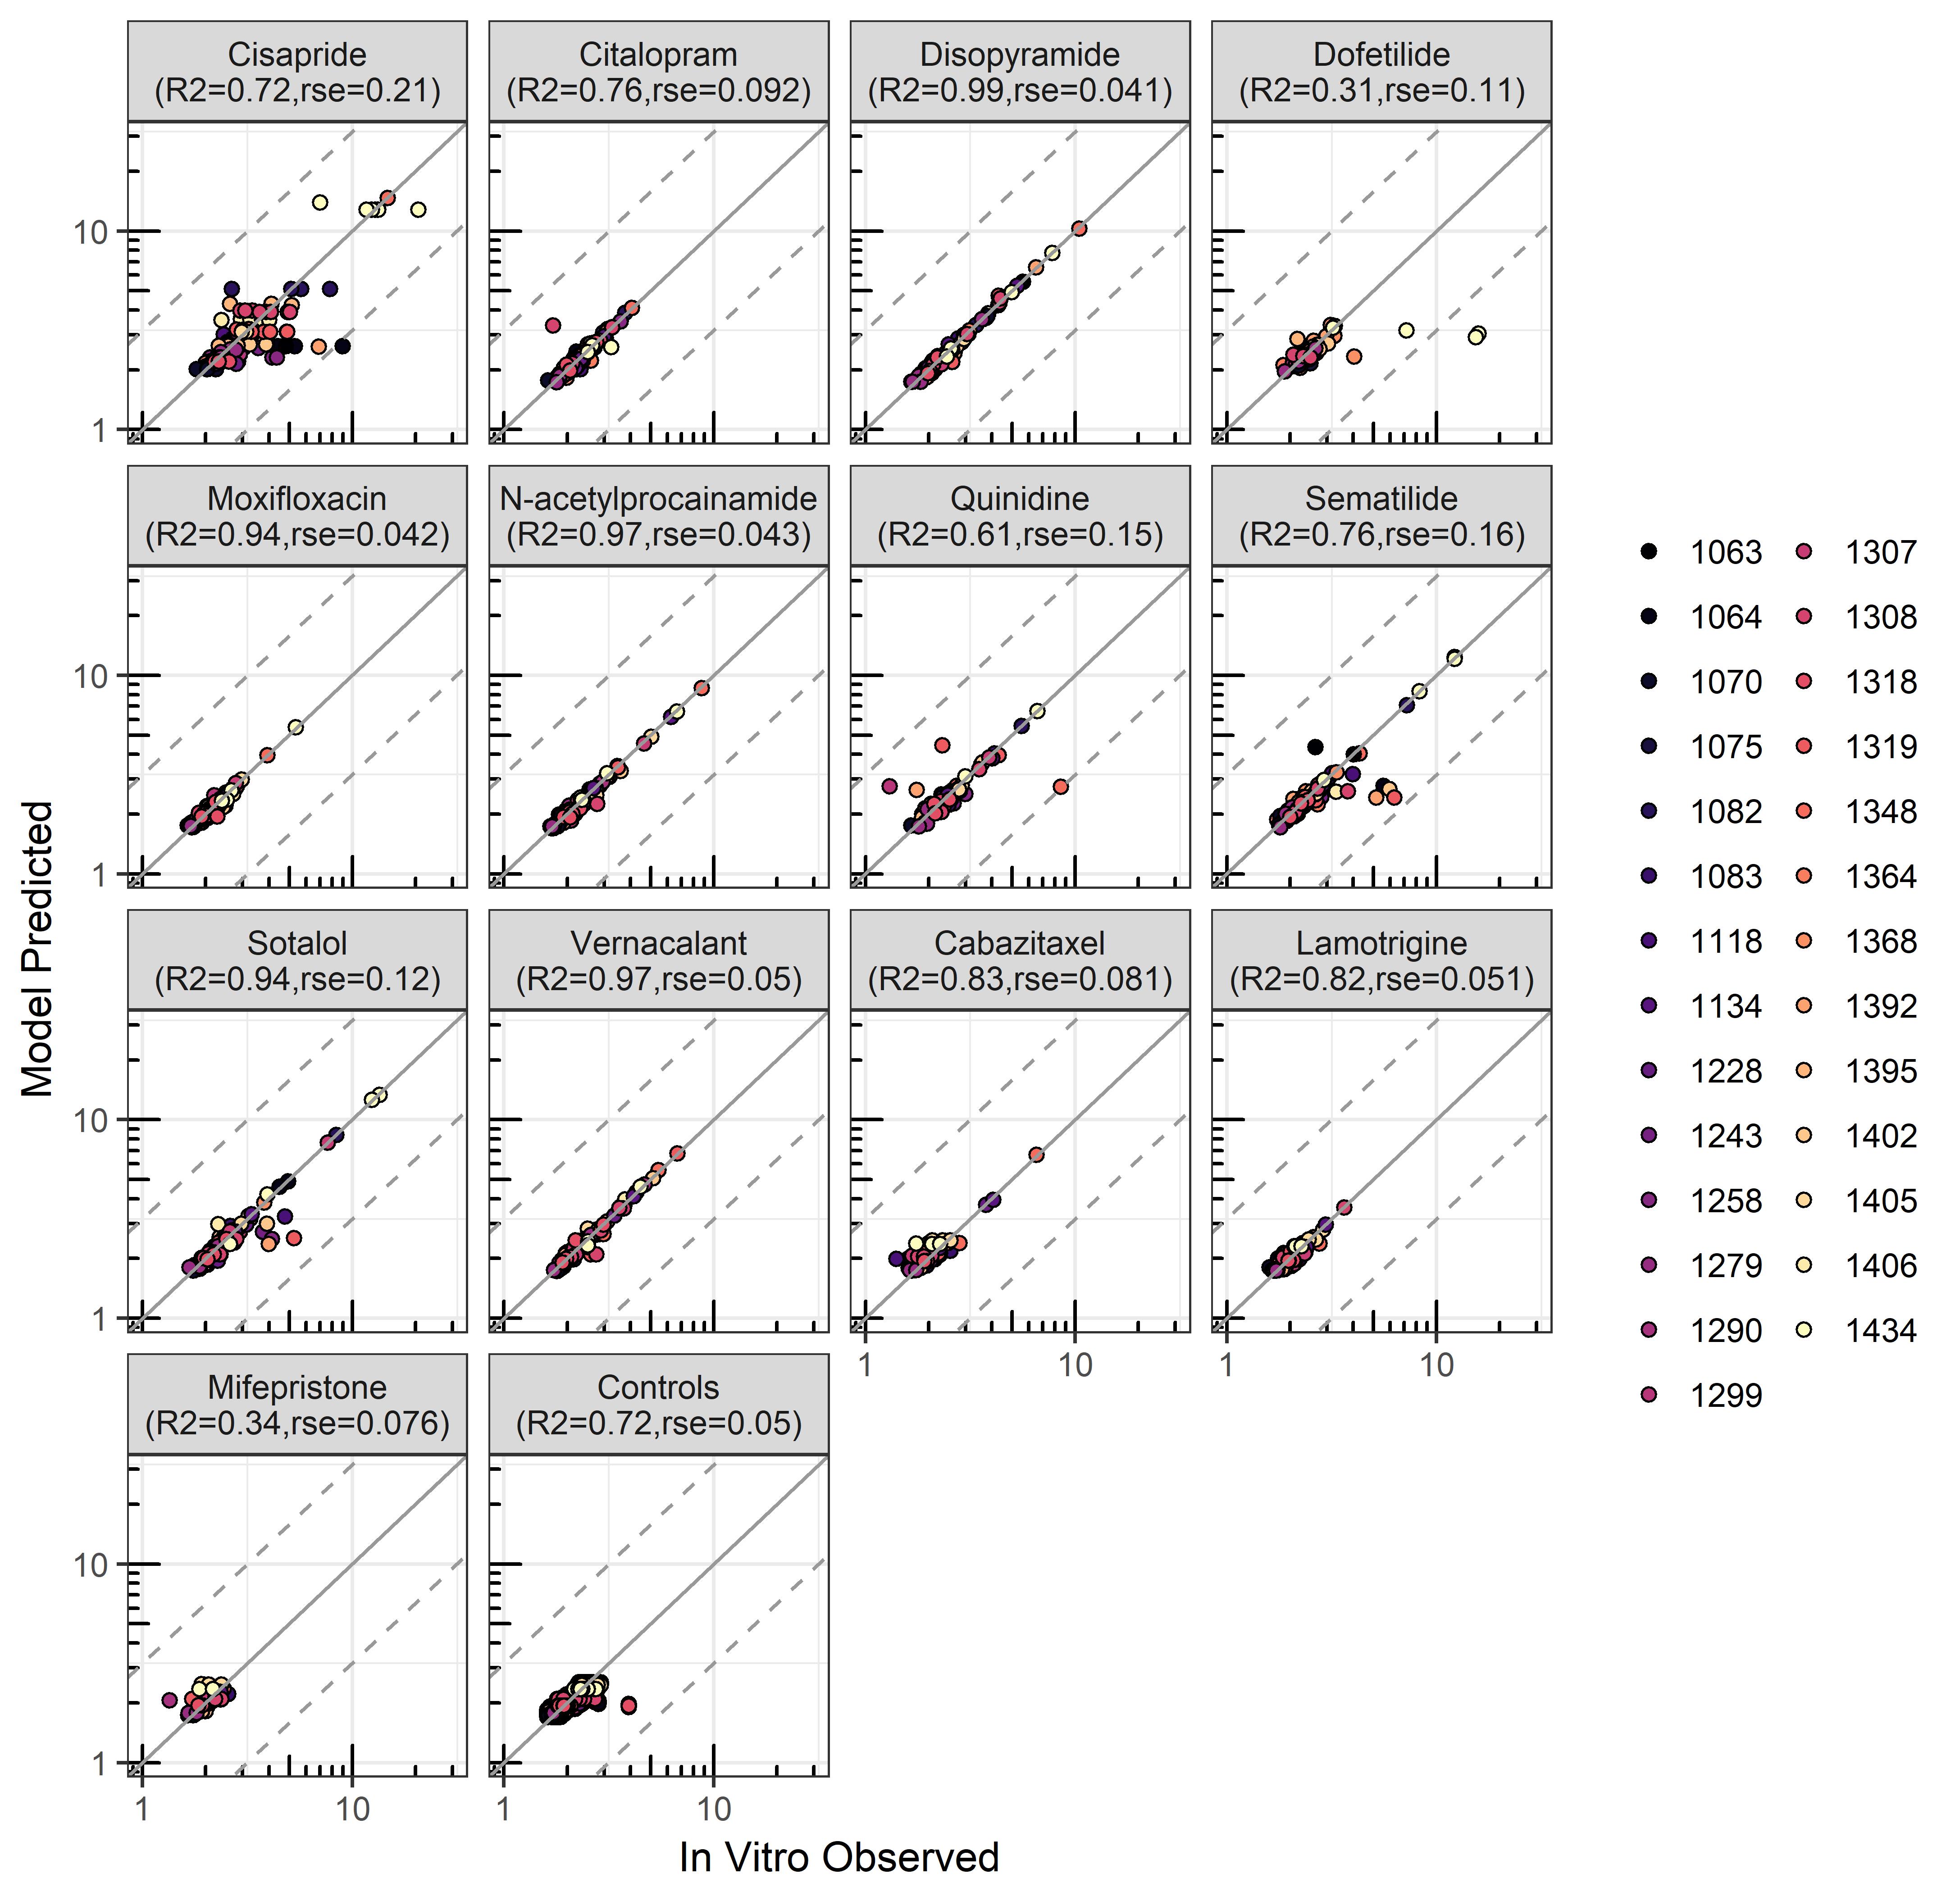 Cisapride
(R2=0.72,rse=0.21)
Citalopram
(R2=0.76,rse=0.092)
Disopyramide
(R2=0.99,rse=0.041)
Dofetilide
(R2=0.31,rse=0.11)
10
1
Moxifloxacin
(R2=0.94,rse=0.042)
N-acetylprocainamide
(R2=0.97,rse=0.043)
Quinidine
(R2=0.61,rse=0.15)
Sematilide
(R2=0.76,rse=0.16)
10
1
Sotalol
(R2=0.94,rse=0.12)
Vernacalant
(R2=0.97,rse=0.05)
Cabazitaxel
(R2=0.83,rse=0.081)
Lamotrigine
(R2=0.82,rse=0.051)
10
1
1 10
1 10
Mifepristone
(R2=0.34,rse=0.076)
Controls
(R2=0.72,rse=0.05)
10
1
1 10
1 10
In Vitro Observed
Model Predicted
1063
1064
1070
1075
1082
1083
1118
1134
1228
1243
1258
1279
1290
1299
1307
1308
1318
1319
1348
1364
1368
1392
1395
1402
1405
1406
1434